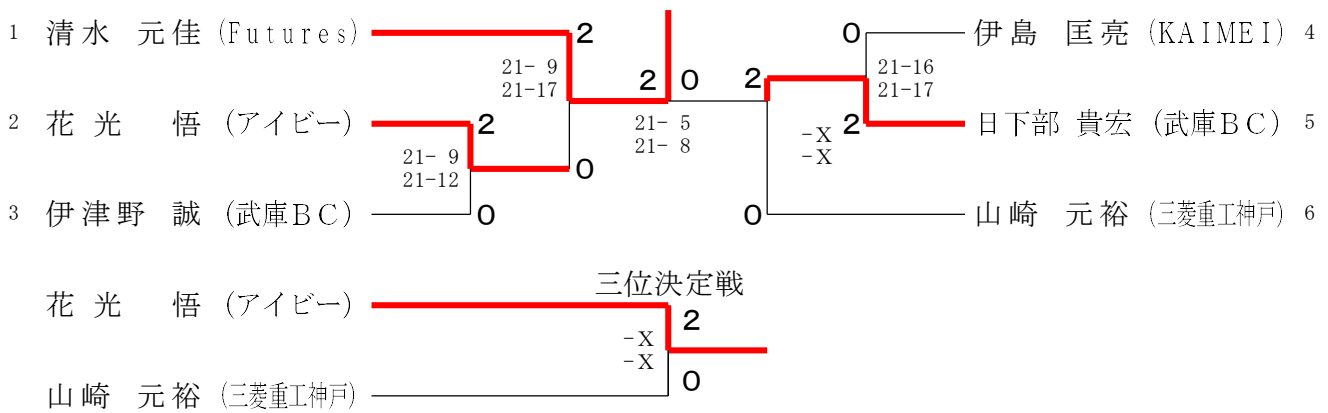 1 清水 元佳 (Futures) 2 0 伊島 匡亮 (KAIMEI) 4
21- 9
21-17
2 0 2
21-16
21-17
2 花光 悟 (アイビー) 2
21- 5
21- 8
-X
-X
2 日下部 貴宏 (武庫BC) 5
21- 9
21-12
0
3 伊津野 誠 (武庫BC) 0 0 山崎 元裕 (三菱重工神戸) 6
三位決定戦
花光 悟 (アイビー)
2
-X
-X
0
山崎 元裕 (三菱重工神戸)